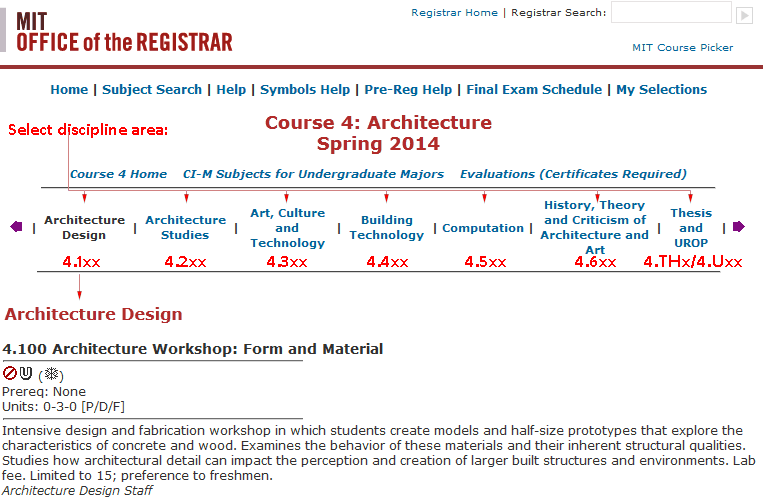 MIT
OFFICE of the REGISTRAR
Registrar Home | Registrar Search:
MIT Course Picker
Home | Subject Search | Help | Symbols Help | Pre-Reg Help | Final Exam Schedule | My Selections
Select discipline area:
Course 4: Architecture
Spring 2014
Course 4 Home CI-M Subjects for Undergraduate Majors Evaluations (Certificates Required)
| Architecture Design | Architecture Studies | Art, Culture and Technology | Building Technology | Computation | History, Theory and Criticism of Architecture and Art | Thesis and UROP |
4.1xx 4.2xx 4.3xx 4.4xx 4.5xx 4.6xx 4.THx/4.Uxx
Architecture Design
4.100 Architecture Workshop: Form and Material
U ( )
Prereq: None
Units: 0-3-0 [P/D/F]
Intensive design and fabrication workshop in which students create models and half-size prototypes that explore the
characteristics of concrete and wood. Examines the behavior of these materials and their inherent structural qualities.
Studies how architectural detail can impact the perception and creation of larger built structures and environments. Lab
fee. Limited to 15; preference to freshmen.
Architecture Design Staff